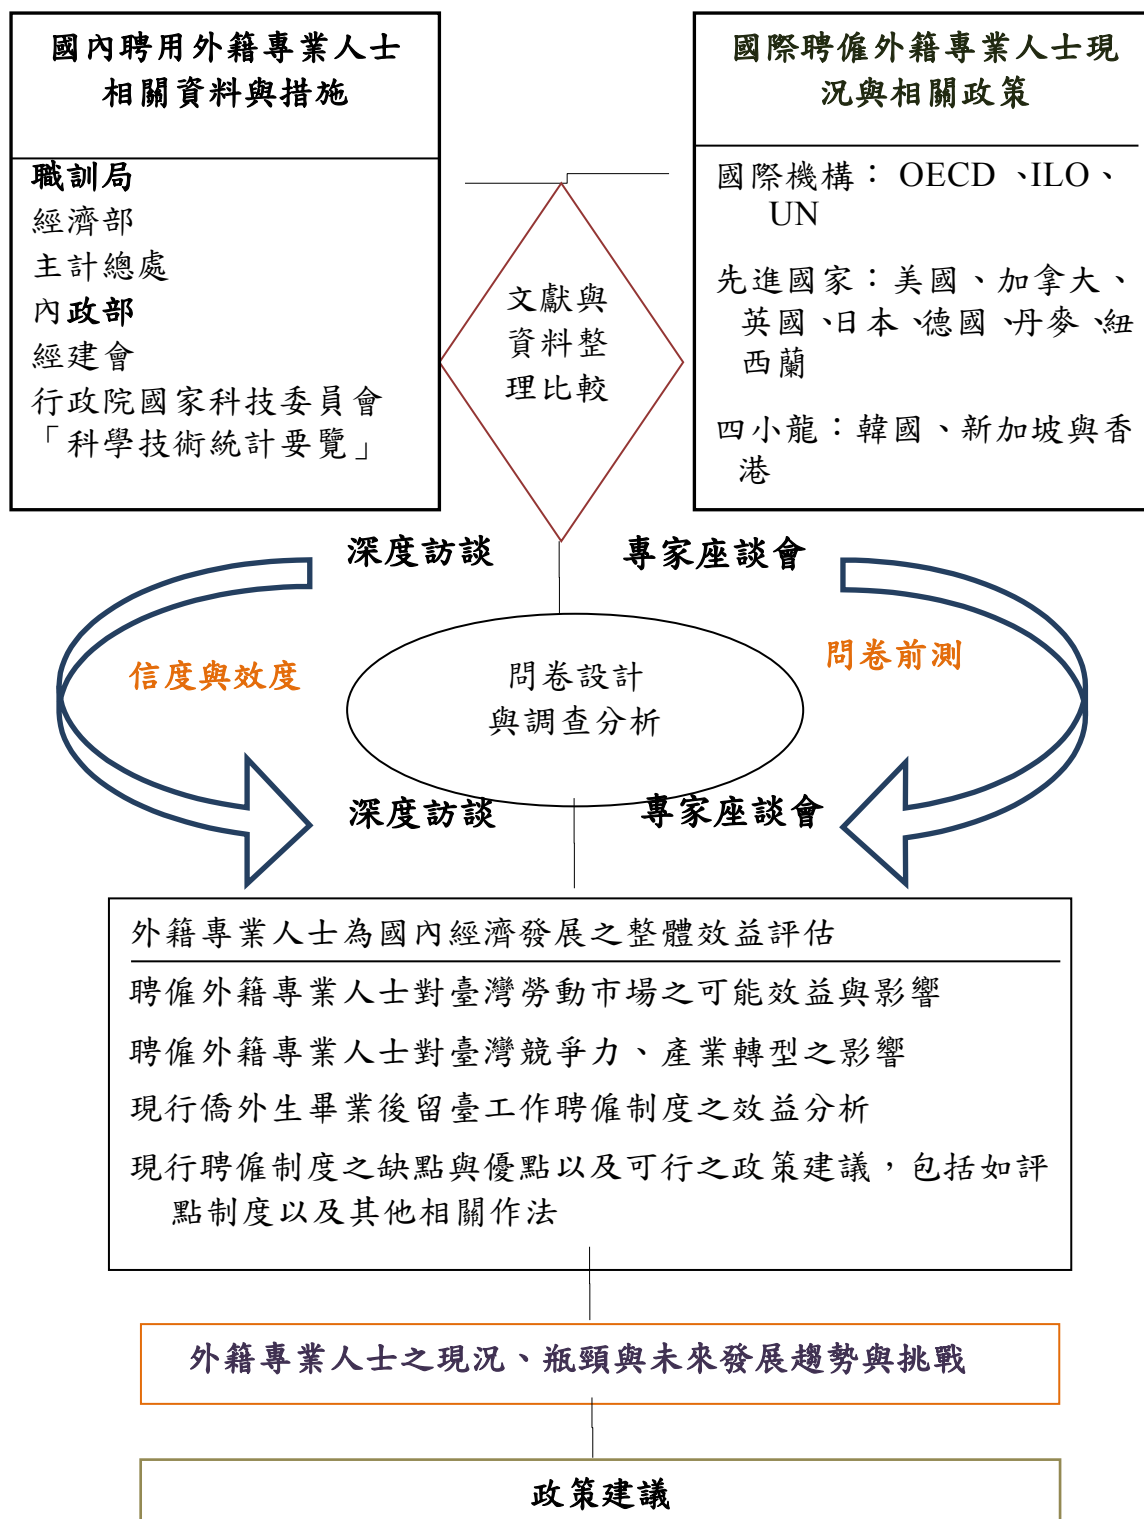 國內聘用外籍專業人士
相關資料與措施
職訓局
經濟部
主計總處
內政部
經建會
行政院國家科技委員會
「科學技術統計要覽」
國際聘僱外籍專業人士現
況與相關政策
國際機構： OECD 、ILO、
UN
先進國家：美國、加拿大、
英國、日本、德國、丹麥、紐
西蘭
四小龍：韓國、新加坡與香
港
文獻與
資料整
理比較
深度訪談
專家座談會
信度與效度
問卷前測
問卷設計
與調查分析
深度訪談
專家座談會
外籍專業人士為國內經濟發展之整體效益評估
聘僱外籍專業人士對臺灣勞動市場之可能效益與影響
聘僱外籍專業人士對臺灣競爭力、產業轉型之影響
現行僑外生畢業後留臺工作聘僱制度之效益分析
現行聘僱制度之缺點與優點以及可行之政策建議，包括如評
點制度以及其他相關作法
外籍專業人士之現況、瓶頸與未來發展趨勢與挑戰
政策建議